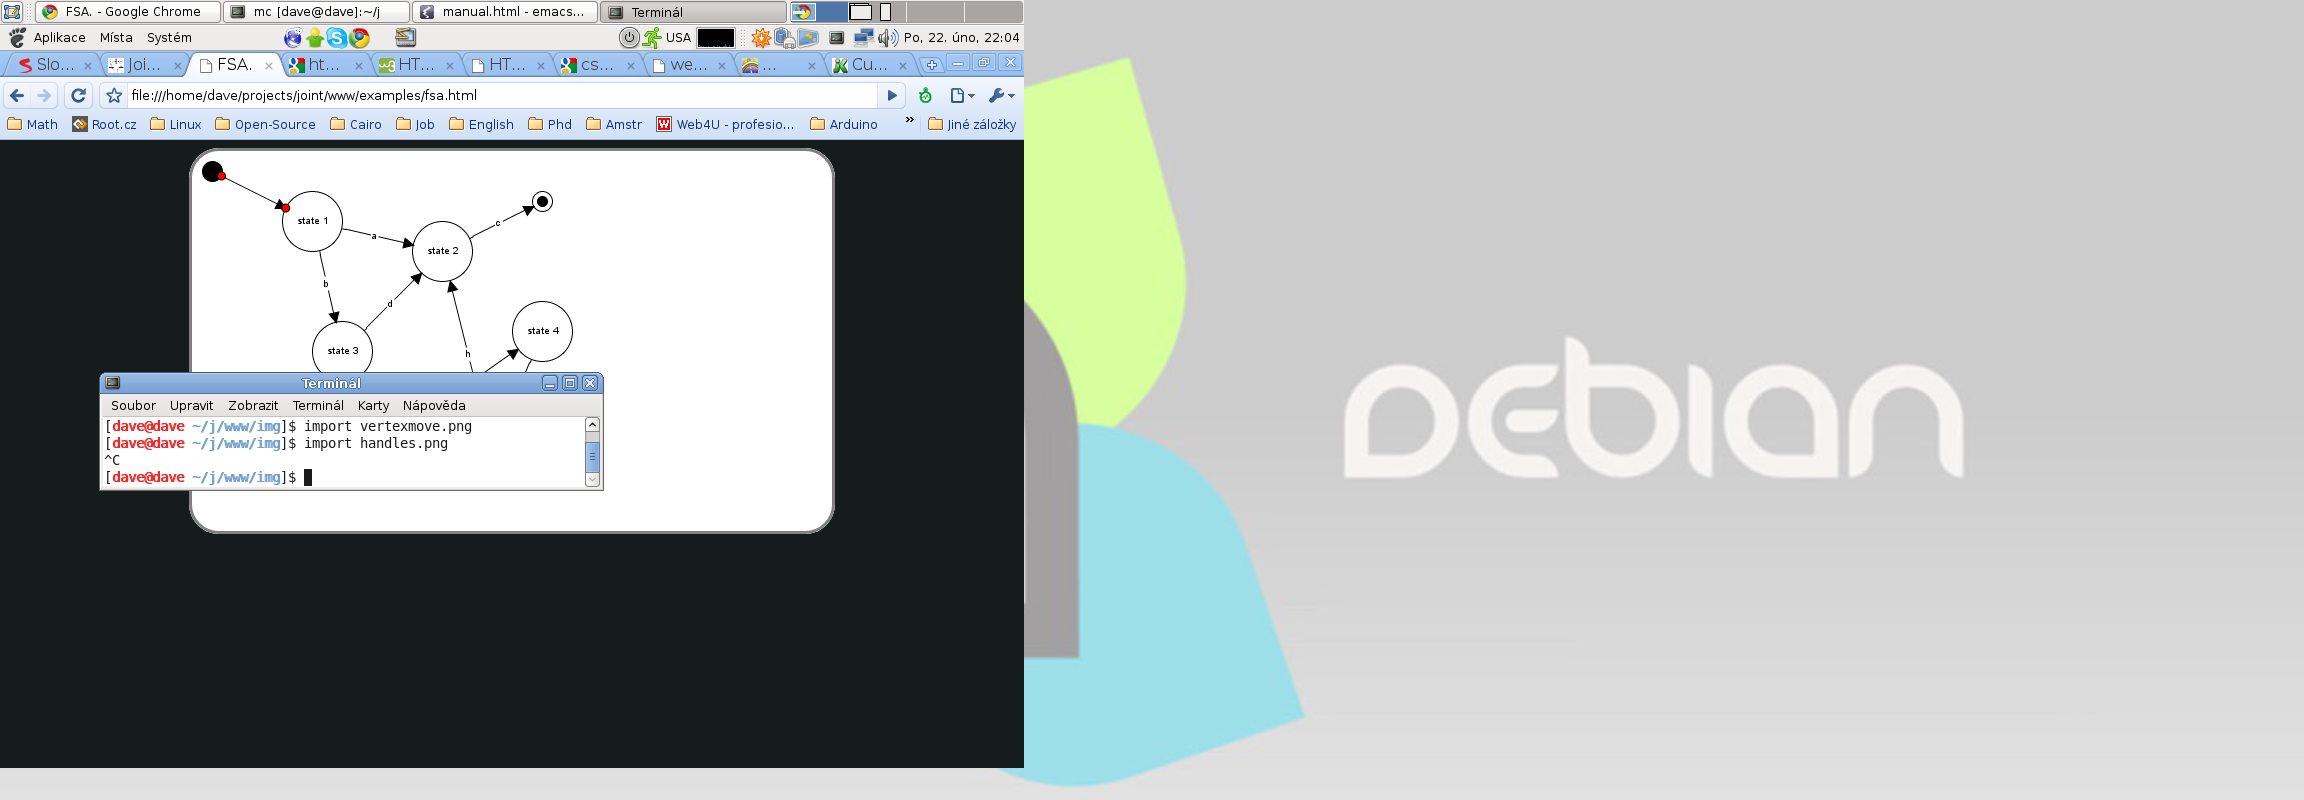 FSA. - Google Chrome
mc [dave@dave]:~/j
manual.html - emacs...
Terminál
Aplikace Místa Systém
USA
Po, 22. úno, 22:04
Slo...
Joi...
FSA.
ht...
HT...
HT...
cs...
we...
...
Cu...
file:///home/dave/projects/joint/www/examples/fsa.html
Math
Root.cz
Linux
Open-Source
Cairo
Job
English
Phd
Amstr
Web4U - profesio...
Arduino
»
Jiné záložky
state 1
a
state 2
c
b
d
state 4
state 3
h
Terminál
Soubor Upravit Zobrazit Terminál Karty Nápověda
[dave@dave ~/j/www/img]$ import vertexmove.png
[dave@dave ~/j/www/img]$ import handles.png
^C
[dave@dave ~/j/www/img]$
DEBIAN